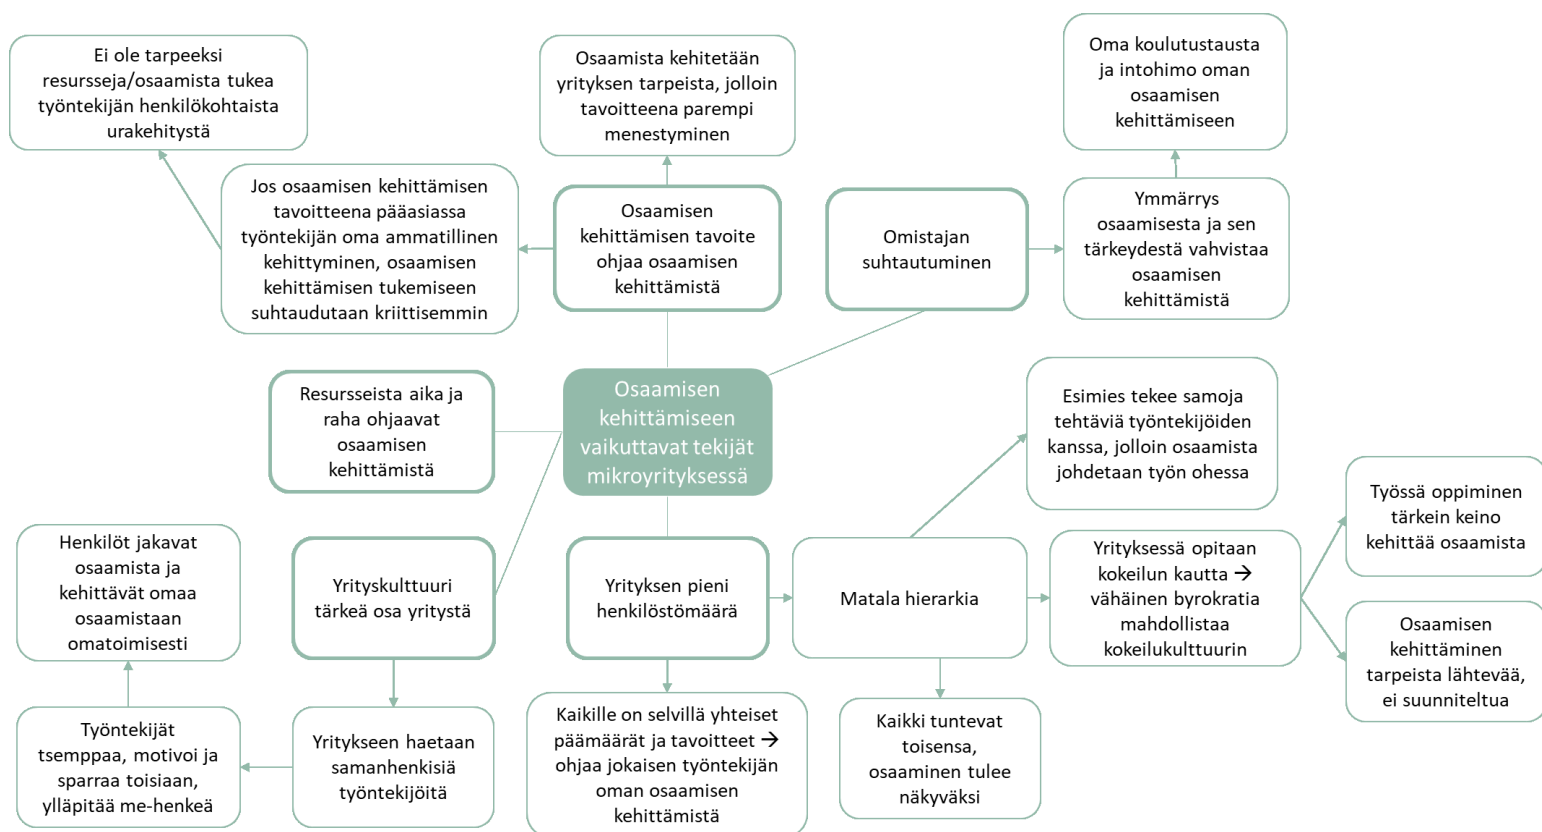 Ei ole tarpeeksi
resursseja/osaamista tukea
työntekijän henkilökohtaista
urakehitystä
Osaamista kehitetään
yrityksen tarpeista, jolloin
tavoitteena parempi
menestyminen
Oma koulutustausta
ja intohimo oman
osaamisen
kehittämiseen
Jos osaamisen kehittämisen
tavoitteena pääasiassa
työntekijän oma ammatillinen
kehittyminen, osaamisen
kehittämisen tukemiseen
suhtaudutaan kriittisemmin
Osaamisen
kehittämisen tavoite
ohjaa osaamisen
kehittämistä
Omistajan
suhtautuminen
Ymmärrys
osaamisesta ja sen
tärkeydestä vahvistaa
osaamisen
kehittämistä
Resursseista aika ja
raha ohjaavat
osaamisen
kehittämistä
Osaamisen
kehittämiseen
vaikuttavat tekijät
mikroyrityksessä
Esimies tekee samoja
tehtäviä työntekijöiden
kanssa, jolloin osaamista
johdetaan työn ohessa
Henkilöt jakavat
osaamista ja
kehittävät omaa
osaamistaan
omatoimisesti
Yrityskulttuuri
tärkeä osa yritystä
Yrityksen pieni
henkilöstömäärä
Matala hierarkia
Yrityksessä opitaan
kokeilun kautta →
vähäinen byrokratia
mahdollistaa
kokeilukulttuurin
Työssä oppiminen
tärkein keino
kehittää osaamista
Osaamisen
kehittäminen
tarpeista lähtevää,
ei suunniteltua
Työntekijät
tsemppaa, motivoi ja
sparraa toisiaan,
ylläpitää me-henkeä
Yritykseen haetaan
samanhenkisiä
työntekijöitä
Kaikille on selvillä yhteiset
päämäärät ja tavoitteet →
ohjaa jokaisen työntekijän
oman osaamisen
kehittämistä
Kaikki tuntevat
toisensa,
osaaminen tulee
näkyväksi